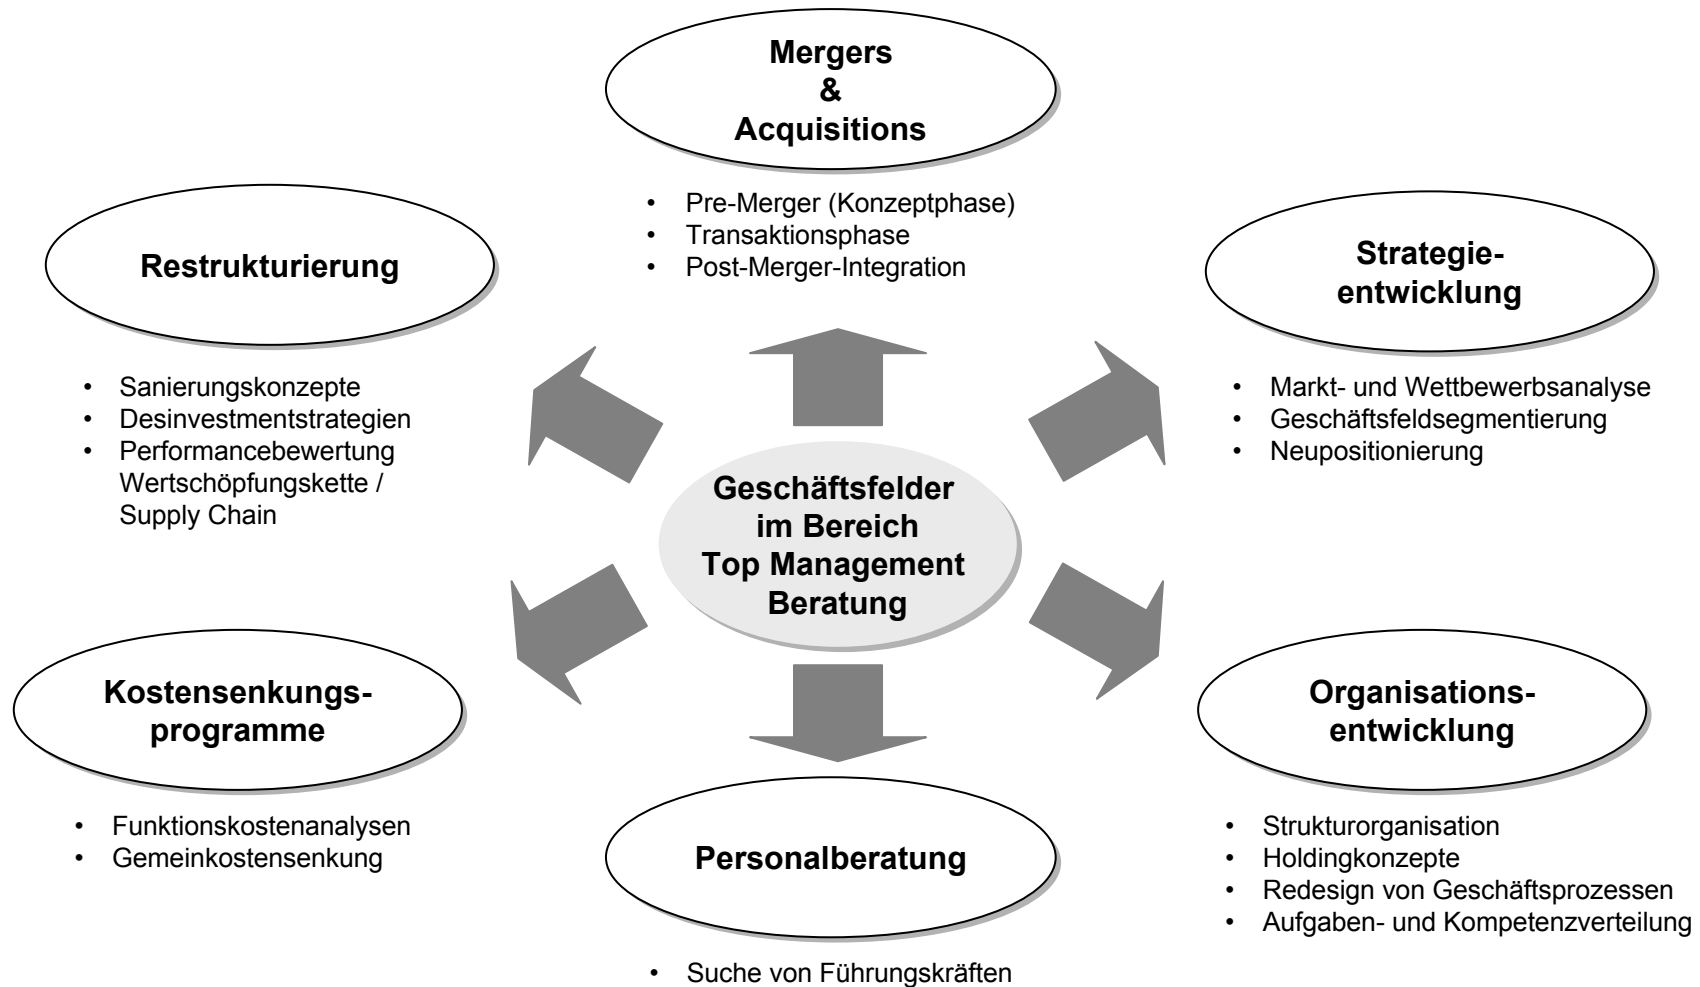 Mergers
&
Acquisitions
• Pre-Merger (Konzeptphase)
• Transaktionsphase
• Post-Merger-Integration
Restrukturierung
• Sanierungskonzepte
• Desinvestmentstrategien
• Performancebewertung
Wertschöpfungskette /
Supply Chain
Strategie-
entwicklung
• Markt- und Wettbewerbsanalyse
• Geschäftsfeldsegmentierung
• Neupositionierung
Geschäftsfelder
im Bereich
Top Management
Beratung
Kostensenkungs-
programme
• Funktionskostenanalysen
• Gemeinkostensenkung
Personalberatung
• Suche von Führungskräften
Organisations-
entwicklung
• Strukturorganisation
• Holdingkonzepte
• Redesign von Geschäftsprozessen
• Aufgaben- und Kompetenzverteilung